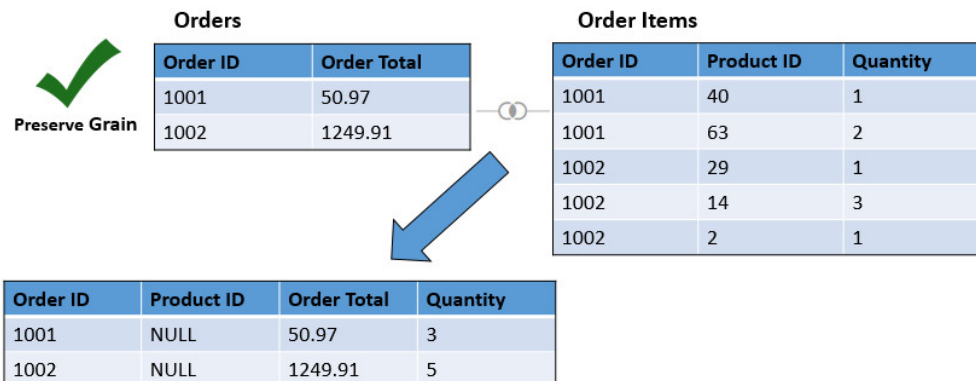 Orders
Order ID Order Total
1001 50.97
1002 1249.91
Preserve Grain
Order Items
Order ID Product ID Quantity
1001 40 1
1001 63 2
1002 29 1
1002 14 3
1002 2 1
Order ID Product ID Order Total Quantity
1001 NULL 50.97 3
1002 NULL 1249.91 5